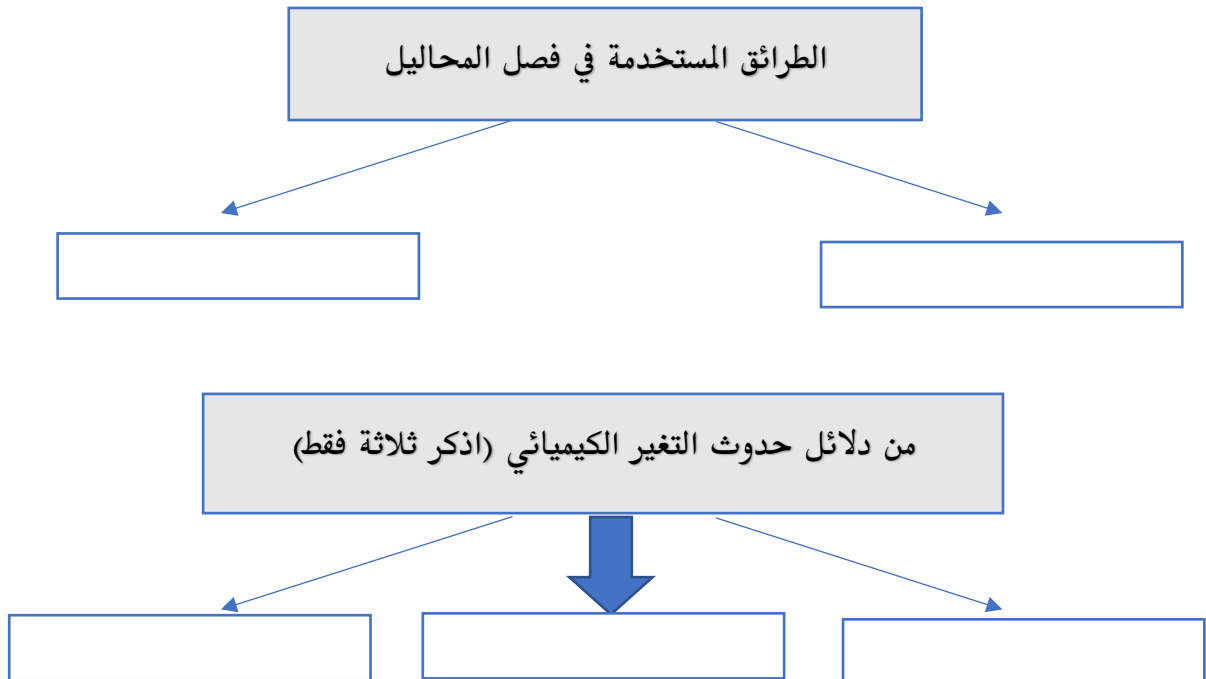 الطرائق المستخدمة في فصل المحاليل
من دلائل حدوث التغير الكيميائي (اذكر ثلاثة فقط)